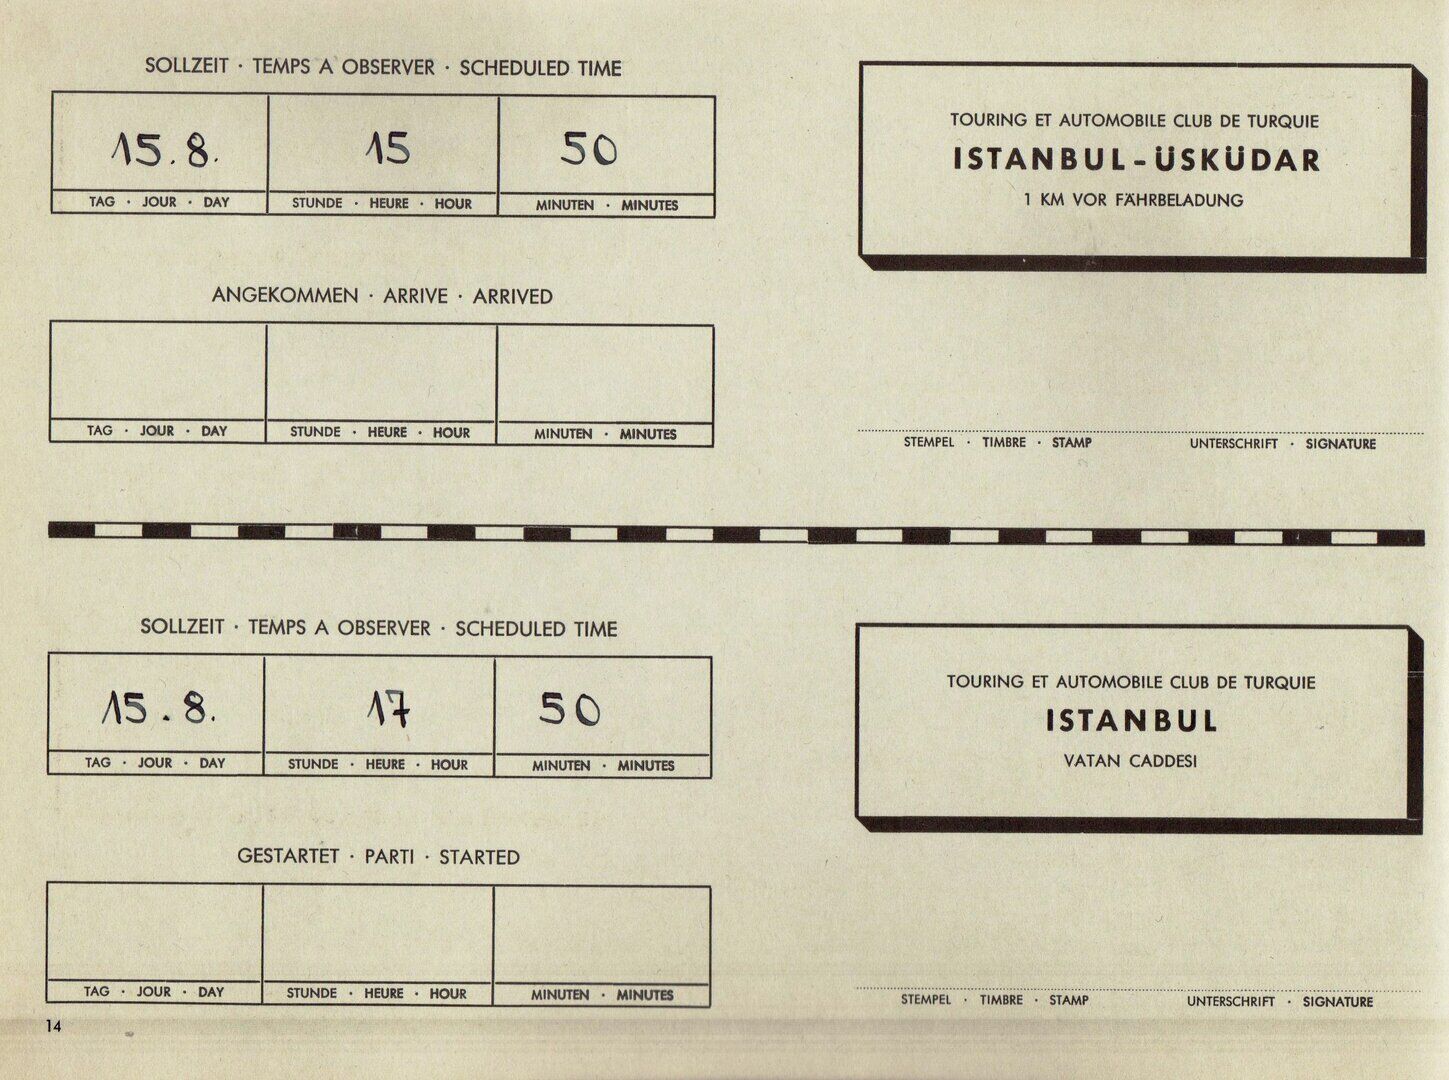 SOLLZEIT · TEMPS A OBSERVER · SCHEDULED TIME
15.8. 15 50
TAG · JOUR · DAY STUNDE · HEURE · HOUR MINUTEN · MINUTES
TOURING ET AUTOMOBILE CLUB DE TURQUIE
ISTANBUL-ÜSKÜDAR
1 KM VOR FÄHRBELADUNG
ANGEKOMMEN · ARRIVE · ARRIVED
TAG · JOUR · DAY STUNDE · HEURE · HOUR MINUTEN · MINUTES
STEMPEL · TIMBRE · STAMP UNTERSCHRIFT · SIGNATURE
SOLLZEIT · TEMPS A OBSERVER · SCHEDULED TIME
15.8. 17 50
TAG · JOUR · DAY STUNDE · HEURE · HOUR MINUTEN · MINUTES
TOURING ET AUTOMOBILE CLUB DE TURQUIE
ISTANBUL
VATAN CADDESI
GESTARTET · PARTI · STARTED
TAG · JOUR · DAY STUNDE · HEURE · HOUR MINUTEN · MINUTES
STEMPEL · TIMBRE · STAMP UNTERSCHRIFT · SIGNATURE
14